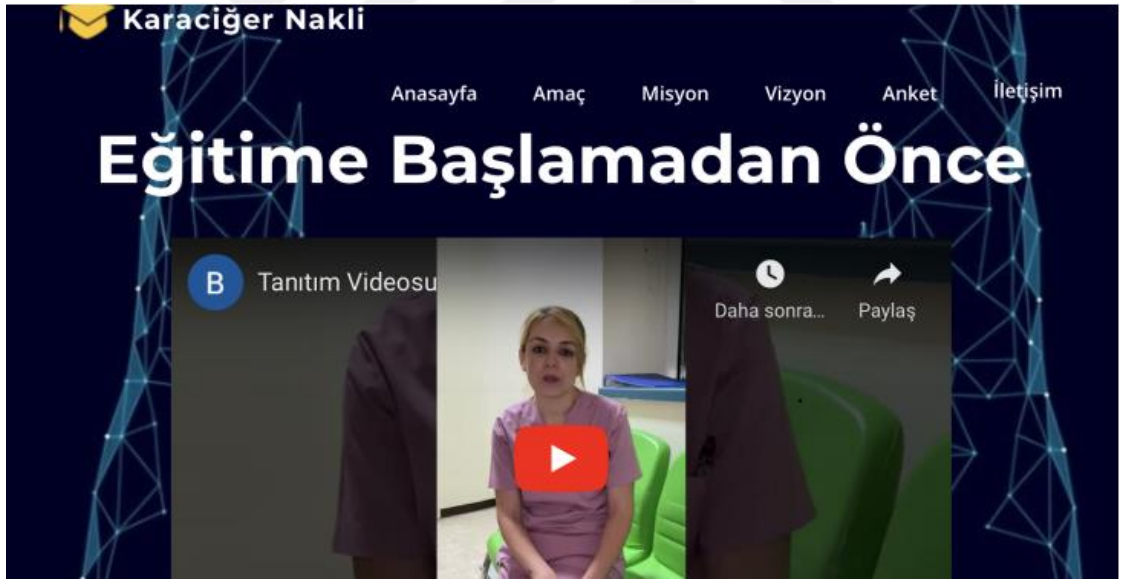 Karaciğer Nakli
Anasayfa Amaç Misyon Vizyon Anket İletişim
Eğitime Başlamadan Önce
B Tanıtım Videosu
Daha sonra... Paylaş